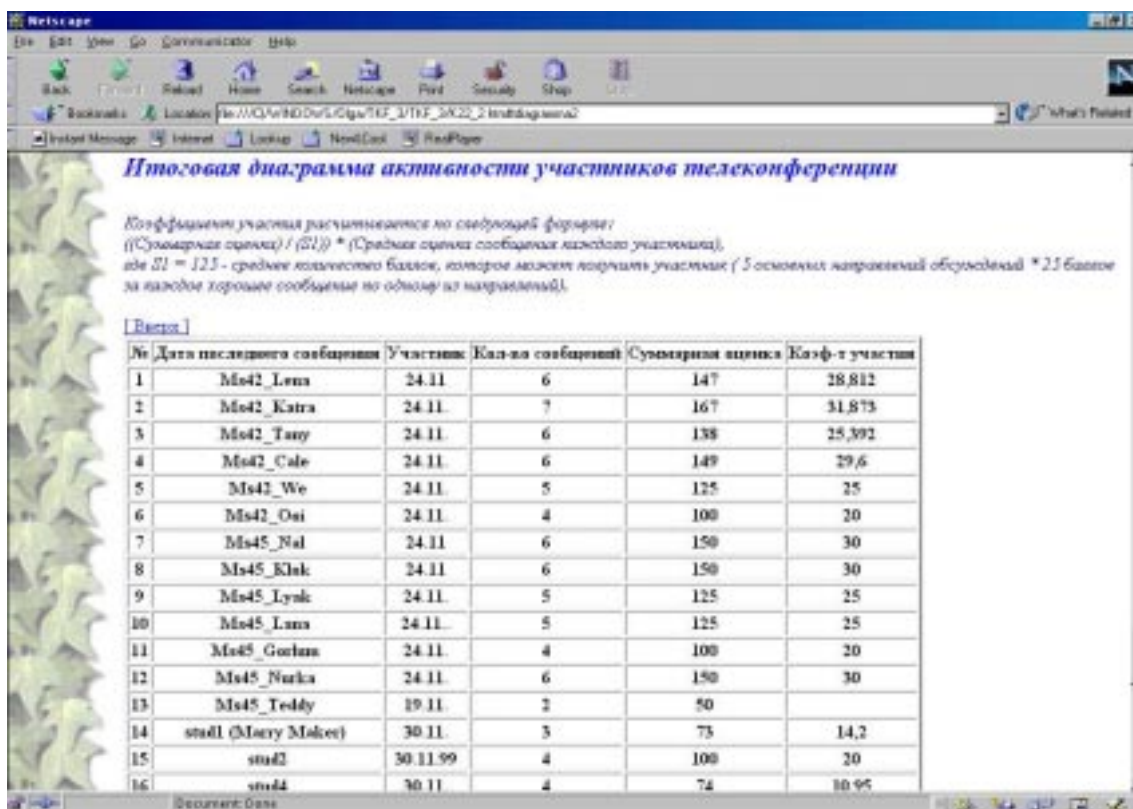 Netscape
File Edit View Go Communicator Help
Back Reload Home Search Netscape Print Security Shop
Bookmarks Location: What's Related
Instant Message Internet Lookup New&Cool RealPlayer
Итоговая диаграмма активности участников телеконференции
Коэффициент участия расчитывается по следующей формуле:
((Суммарная оценка) / (S1)) * (Средняя оценка сообщения каждого участника),
где S1 = 125 - среднее количество баллов, которое может получить участник ( 5 основных направлений обсуждений * 25 баллов
за каждое хорошее сообщение по одному из направлений).
[ Вверх ]
№ Дата последнего сообщения Участник Кол-во сообщений Суммарная оценка Коэф-т участия
1 Ms42_Lena 24.11 6 147 28,812
2 Ms42_Katra 24.11. 7 167 31,873
3 Ms42_Tany 24.11. 6 138 25,392
4 Ms42_Cale 24.11. 6 149 29,6
5 Ms42_We 24.11. 5 125 25
6 Ms42_Oni 24.11. 4 100 20
7 Ms45_Nal 24.11 6 150 30
8 Ms45_Klak 24.11 6 150 30
9 Ms45_Lynk 24.11. 5 125 25
10 Ms45_Lana 24.11.. 5 125 25
11 24.11. 4 100 20
12 Ms45_Nurka 24.11. 6 150 30
13 Ms45_Teddy 19.11. 2 50
14 stud1 (Marry Maker) 30.11. 3 73 14,2
15 stud2 30.11.99 4 100 20
16 stud4 30.11. 4 74 10,95
Document: Done